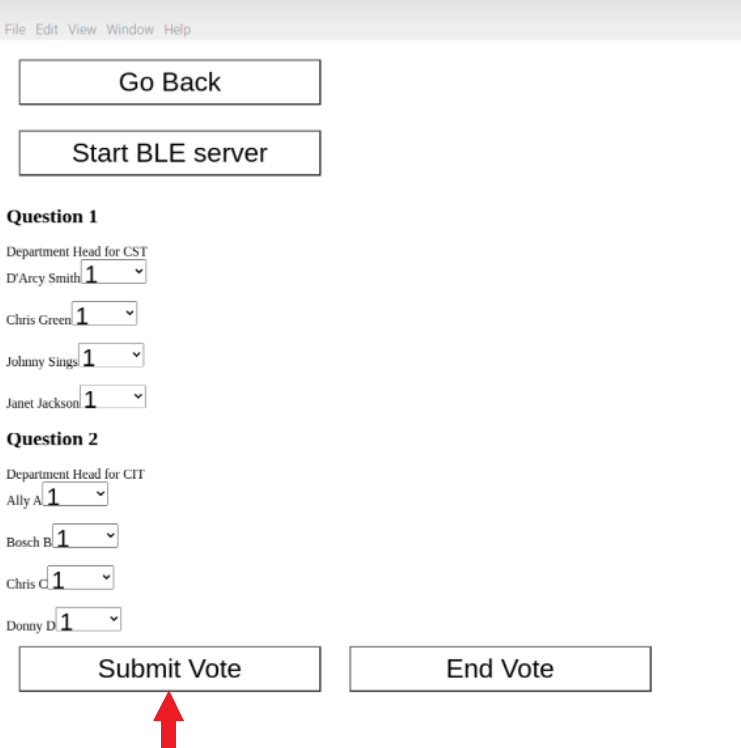 File Edit View Window Help
Go Back
Start BLE server
Question 1
Department Head for CST
D'Arcy Smith 1
Chris Green 1
Johnny Sings 1
Janet Jackson 1
Question 2
Department Head for CIT
Ally A 1
Bosch B 1
Chris C 1
Donny D 1
Submit Vote End Vote